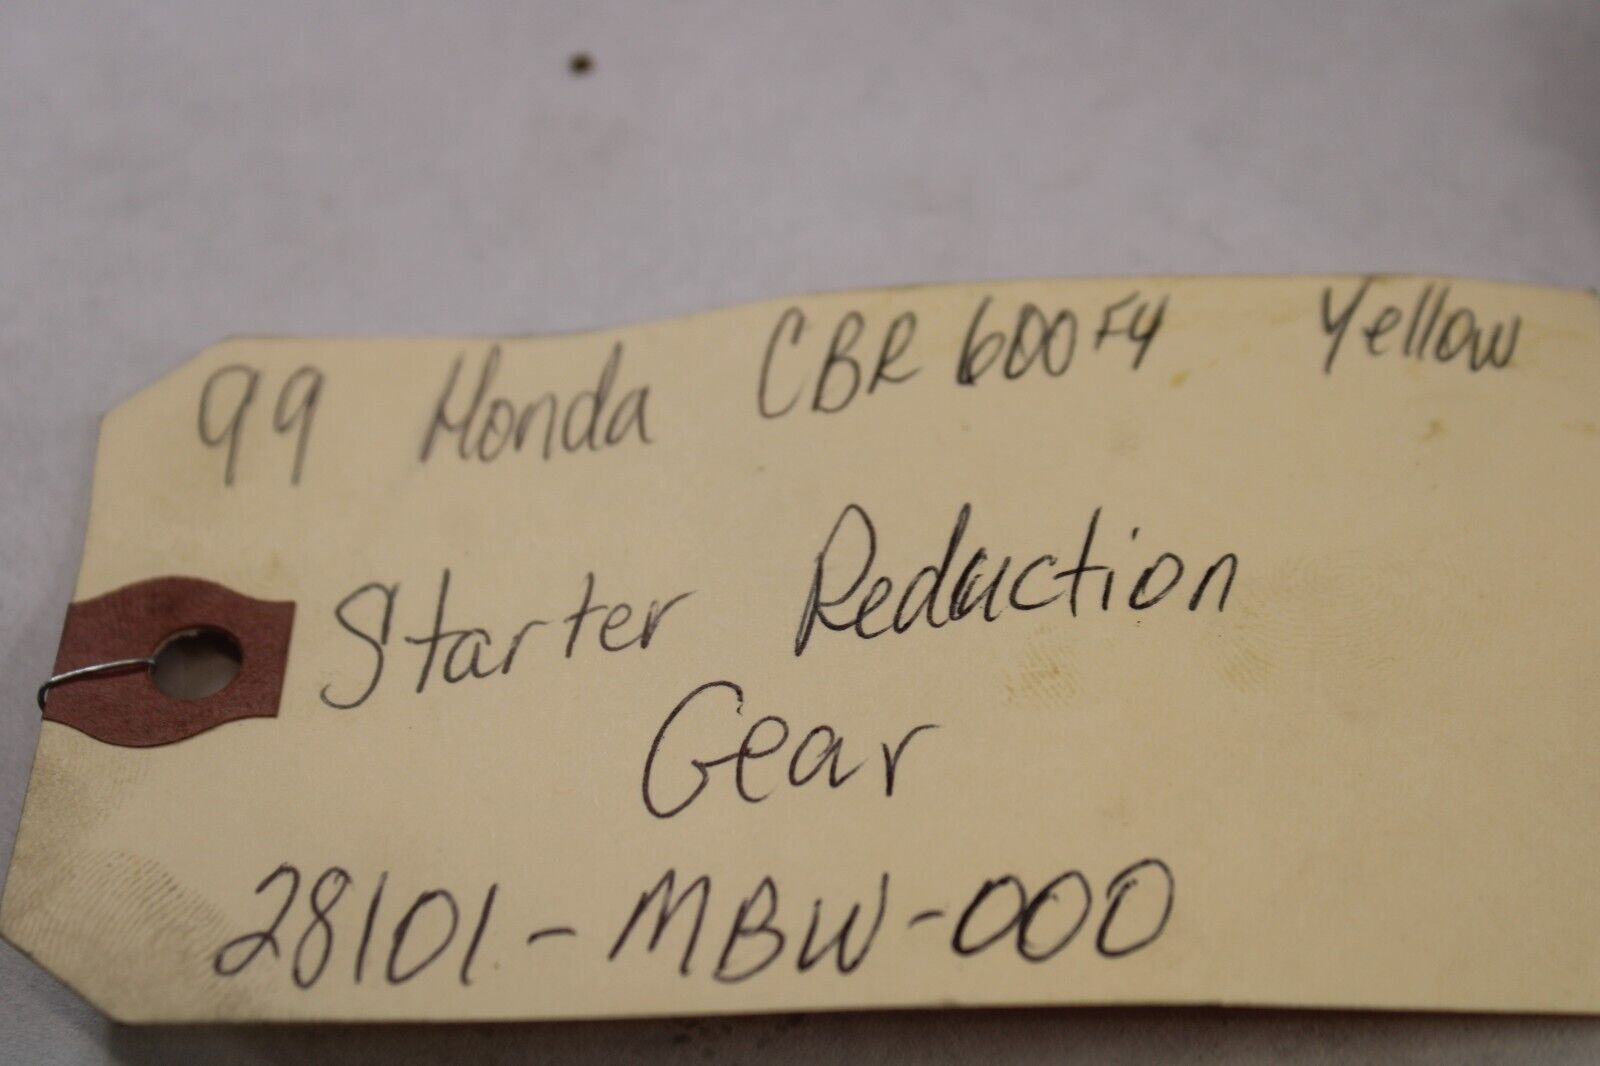 99 Honda CBR 600F4 Yellow
Starter Reduction
Gear
28101-MBW-000